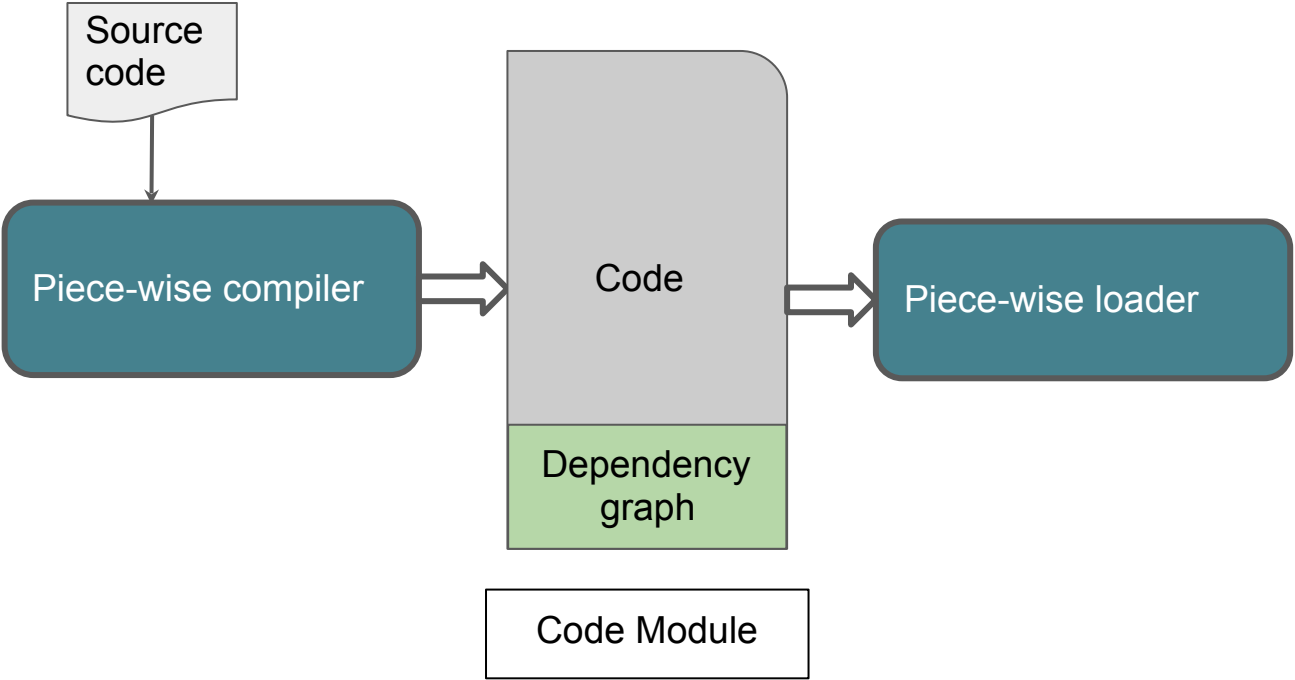 Source
code
Piece-wise compiler
Code
Piece-wise loader
Dependency
graph
Code Module